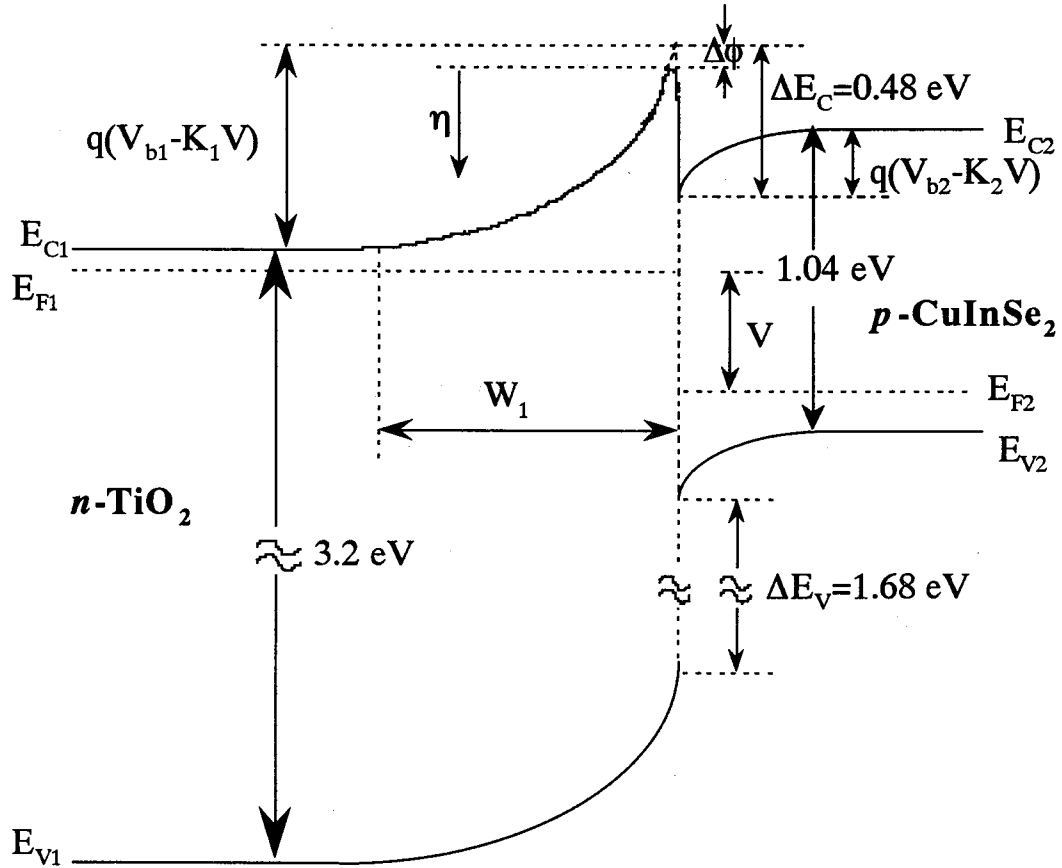 Δϕ
ΔE_C=0.48 eV
η
q(V_b1-K_1V)
E_C2
q(V_b2-K_2V)
E_C1
E_F1
1.04 eV
p-CuInSe_2
V
W_1
E_F2
E_V2
n-TiO_2
3.2 eV
ΔE_V=1.68 eV
E_V1